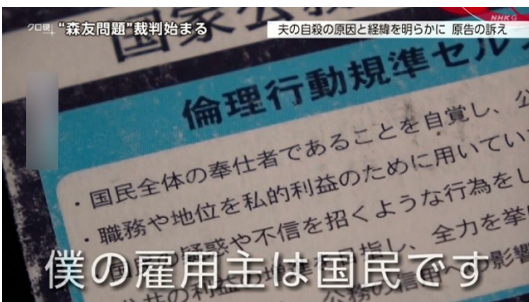 クロ現+
“森友問題”裁判始まる
NHK G
夫の自殺の原因と経緯を明らかに 原告の訴え
国家公務
倫理行動規準セル
・国民全体の奉仕者であることを自覚し、公
・職務や地位を私的利益のために用いてい
疑惑や不信を招くような行為をし
目指し、全力を挙
僕の雇用主は国民です